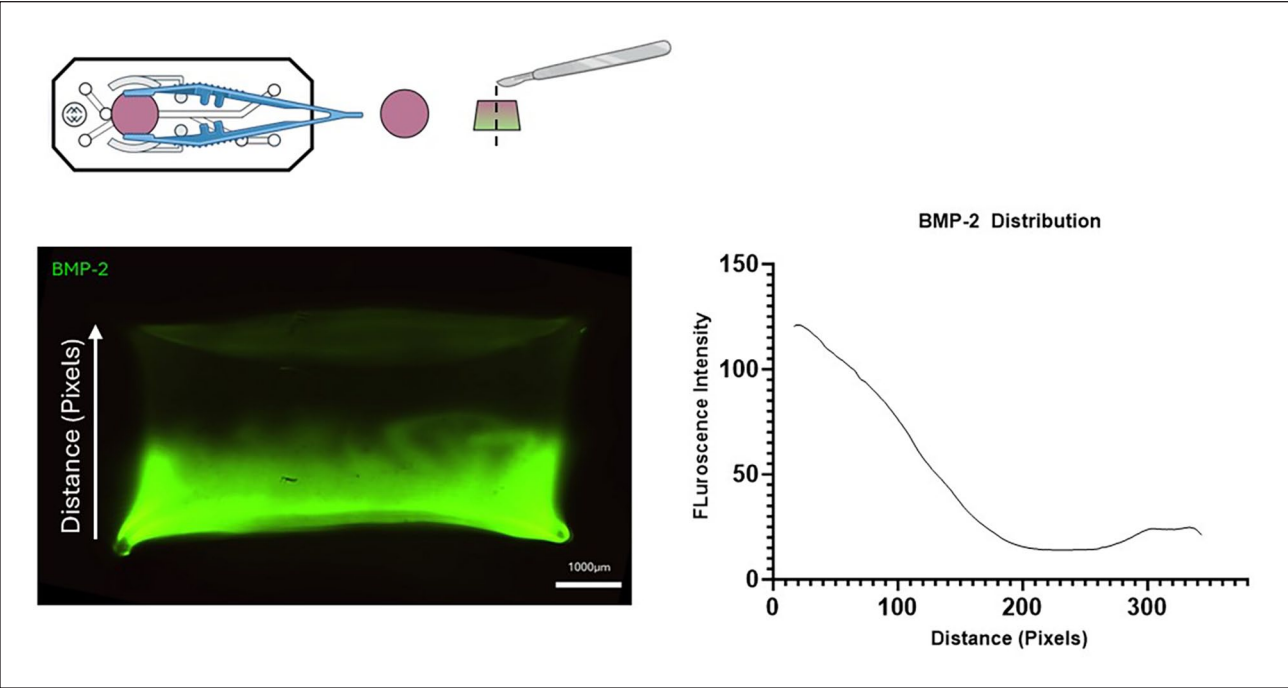 BMP-2
Distance (Pixels)
1000µm
BMP-2 Distribution
FLuroscence Intensity
150
100
50
0
0 100 200 300
Distance (Pixels)